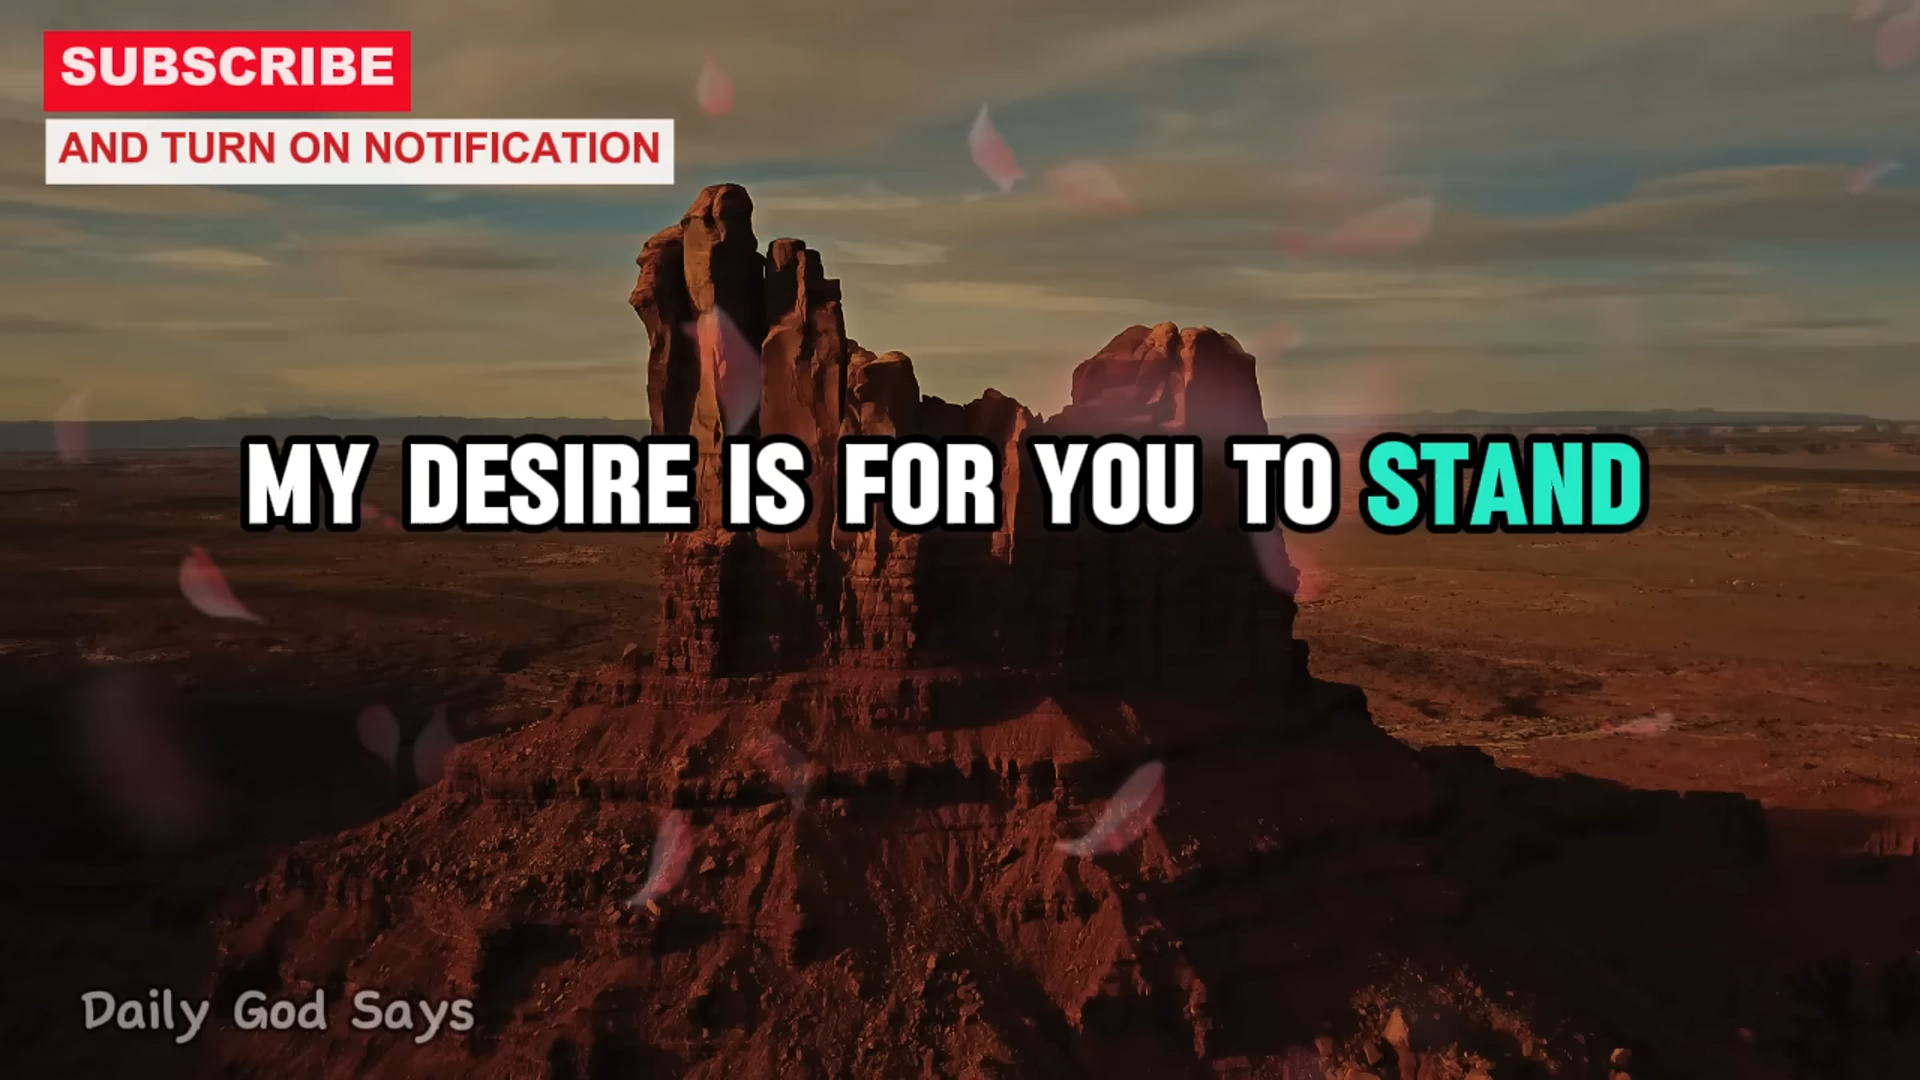 SUBSCRIBE
AND TURN ON NOTIFICATION
MY DESIRE IS FOR YOU TO STAND
Daily God Says